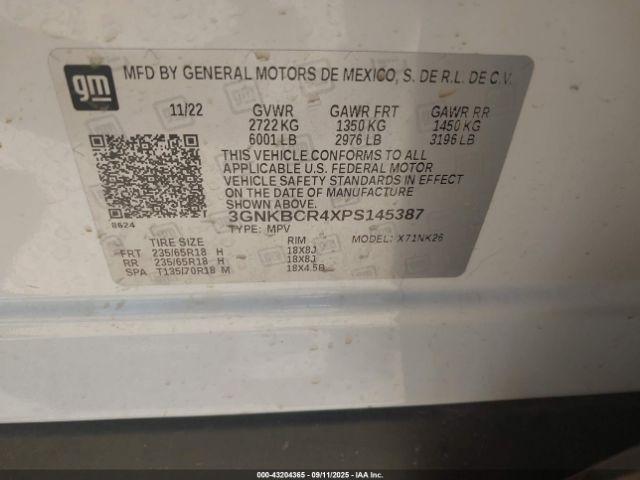 gm
MFD BY GENERAL MOTORS DE MEXICO, S. DE R.L. DE C.V.
11/22 GVWR GAWR FRT GAWR RR
2722 KG 1350 KG 1450 KG
6001 LB 2976 LB 3196 LB
THIS VEHICLE CONFORMS TO ALL
APPLICABLE U.S. FEDERAL MOTOR
VEHICLE SAFETY STANDARDS IN EFFECT
ON THE DATE OF MANUFACTURE
SHOWN ABOVE.
3GNKBCR4XPS145387
8624
TYPE: MPV MODEL: X71NK26
TIRE SIZE RIM
FRT 235/65R18 H 18X8J
RR 235/65R18 H 18X8J
SPA T135/70R18 M 18X4.5B
000-43204365 - 09/11/2025 - IAA Inc.